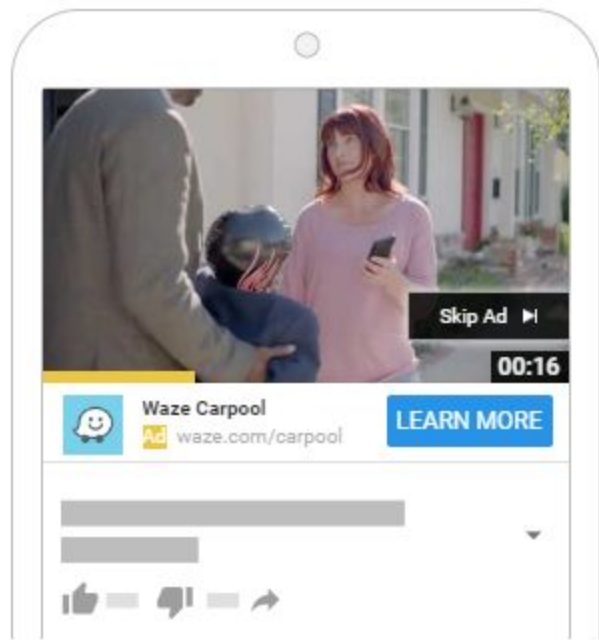 Skip Ad
00:16
Waze Carpool
LEARN MORE
Ad waze.com/carpool